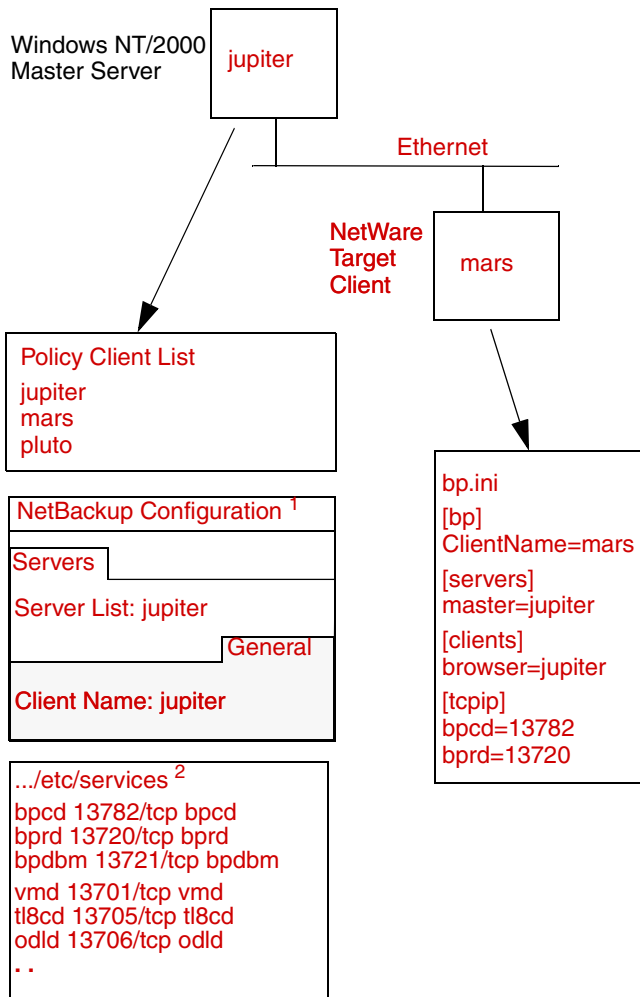 Windows NT/2000
Master Server
jupiter
Ethernet
NetWare
Target
Client
mars
Policy Client List
jupiter
mars
pluto
NetBackup Configuration 1
Servers
Server List: jupiter
General
Client Name: jupiter
.../etc/services 2
bpcd 13782/tcp bpcd
bprd 13720/tcp bprd
bpdbm 13721/tcp bpdbm
vmd 13701/tcp vmd
tl8cd 13705/tcp tl8cd
odld 13706/tcp odld
. .
bp.ini
[bp]
ClientName=mars
[servers]
master=jupiter
[clients]
browser=jupiter
[tcpip]
bpcd=13782
bprd=13720